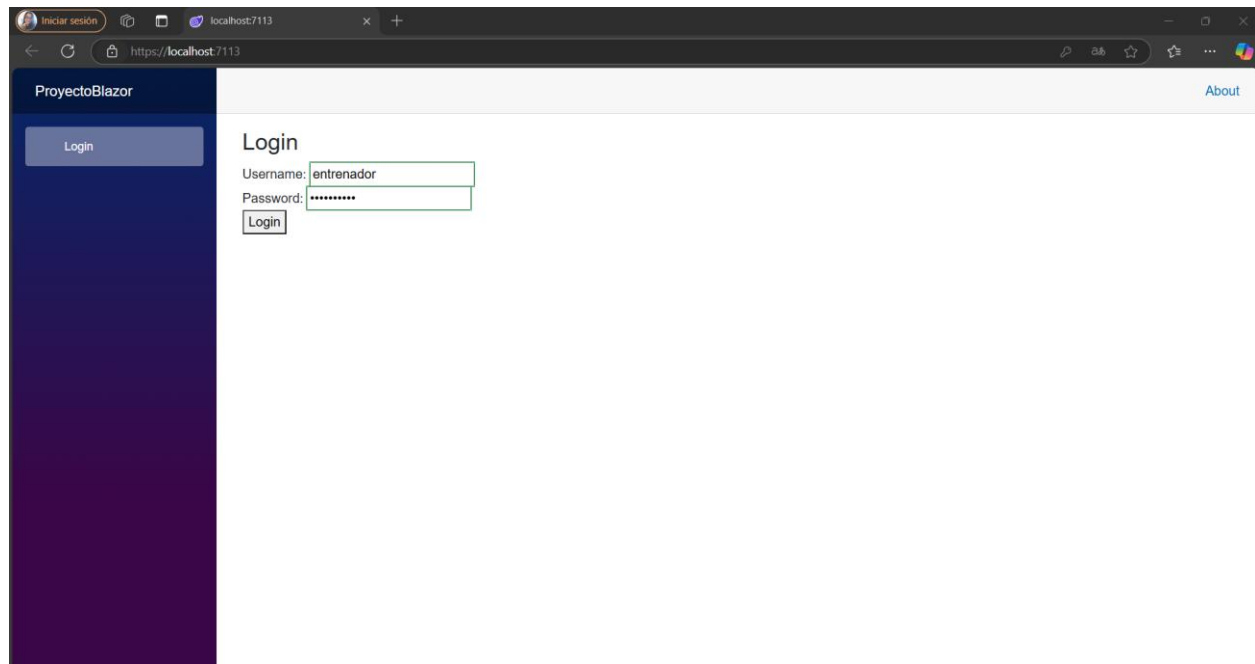 Iniciar sesión
localhost:7113
https://localhost:7113
ProyectoBlazor
About
Login
Login
Username: entrenador
Password: ••••••••••
Login